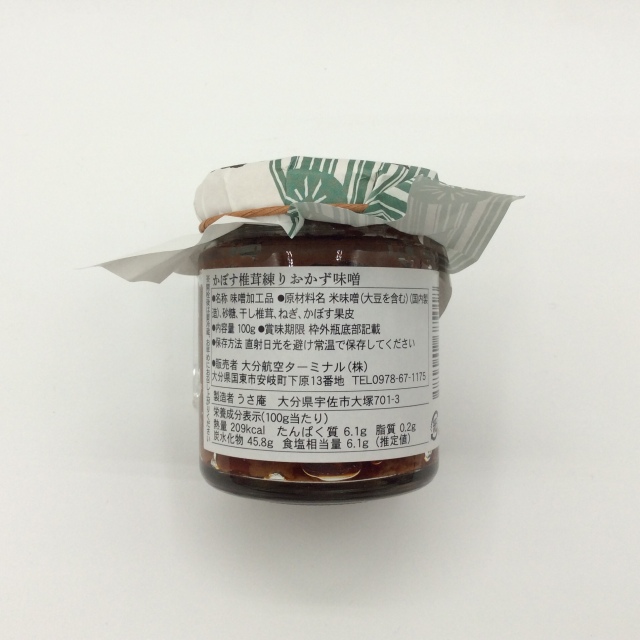 かぼす椎茸練りおかず味噌
●名称 味噌加工品 ●原材料名 米味噌(大豆を含む)(国内製
造)、砂糖、干し椎茸、ねぎ、かぼす果皮
●内容量 100g ●賞味期限 枠外瓶底部記載
●保存方法 直射日光を避け常温で保存してください
●販売者 大分航空ターミナル(株)
大分県国東市安岐町下原13番地 TEL0978-67-1175
製造者 うさ庵 大分県宇佐市大塚701-3
栄養成分表示(100g当たり)
熱量 209kcal たんぱく質 6.1g 脂質 0.2g
炭水化物 45.8g 食塩相当量 6.1g (推定値)